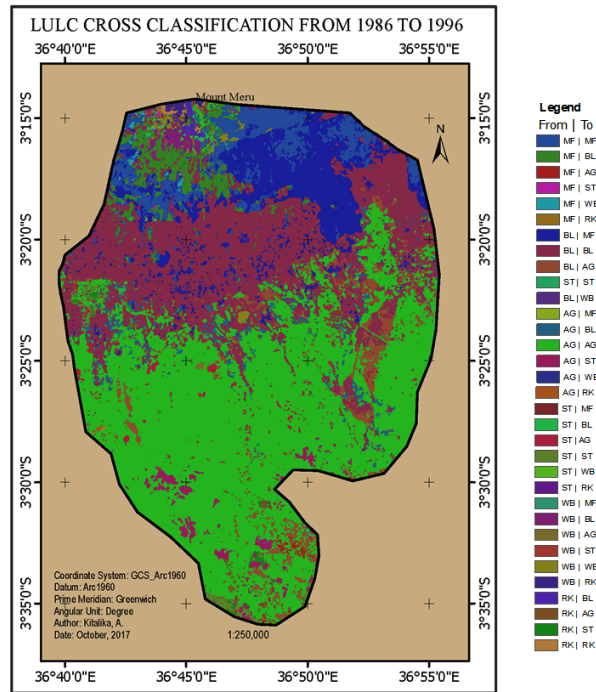 LULC CROSS CLASSIFICATION FROM 1986 TO 1996
36°40'0"E 36°45'0"E 36°50'0"E 36°55'0"E
Mount Meru
N
3°15'0"S 3°15'0"S
3°20'0"S 3°20'0"S
3°25'0"S 3°25'0"S
3°30'0"S 3°30'0"S
3°35'0"S 3°35'0"S
Coordinate System: GCS_Arc1960
Datum: Arc1960
Prime Meridian: Greenwich
Angular Unit: Degree
Author: Kitalika, A.
Date: October, 2017
1:250,000
36°40'0"E 36°45'0"E 36°50'0"E 36°55'0"E
Legend
From | To
MF | MF
MF | BL
MF | AG
MF | ST
MF | WE
MF | RK
BL | MF
BL | BL
BL | AG
ST | ST
BL | WB
AG | MF
AG | BL
AG | AG
AG | ST
AG | WE
AG | RK
ST | MF
ST | BL
ST | AG
ST | ST
ST | WB
ST | RK
WB | MF
WB | BL
WB | AG
WB | ST
WB | WE
WB | RK
RK | BL
RK | AG
RK | ST
RK | RK